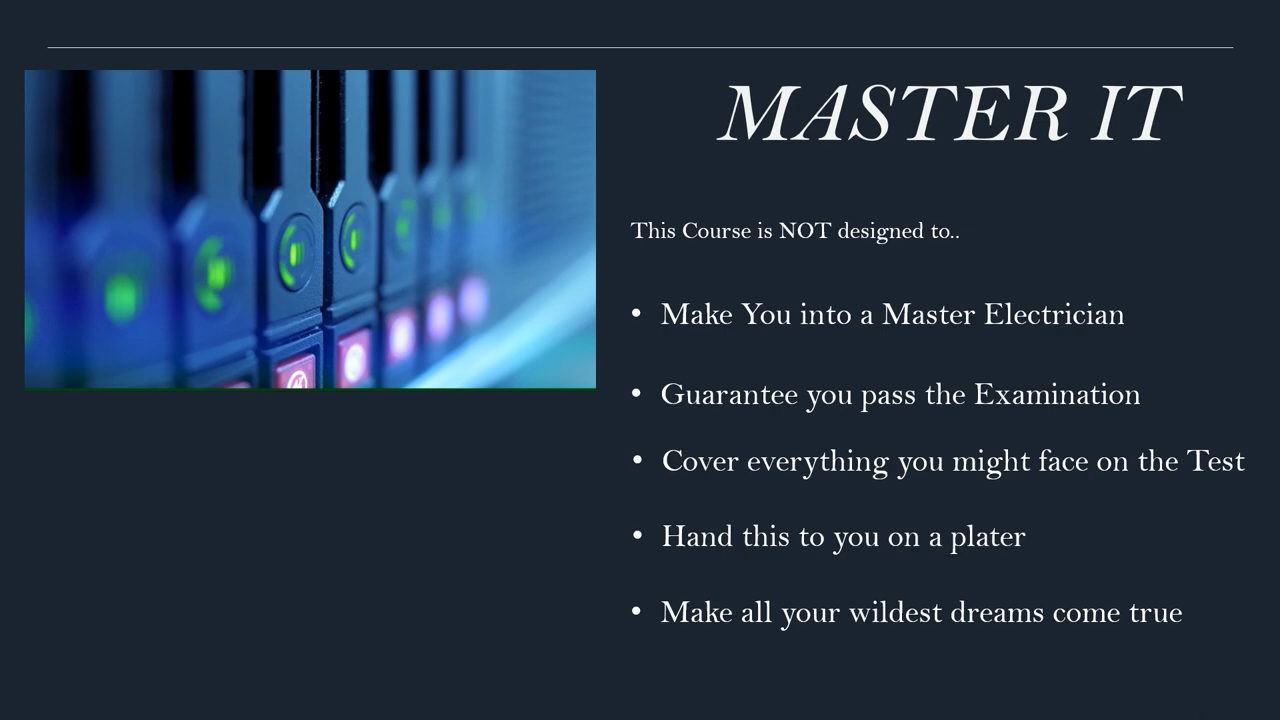 MASTER IT
This Course is NOT designed to..
• Make You into a Master Electrician
• Guarantee you pass the Examination
• Cover everything you might face on the Test
• Hand this to you on a plater
• Make all your wildest dreams come true